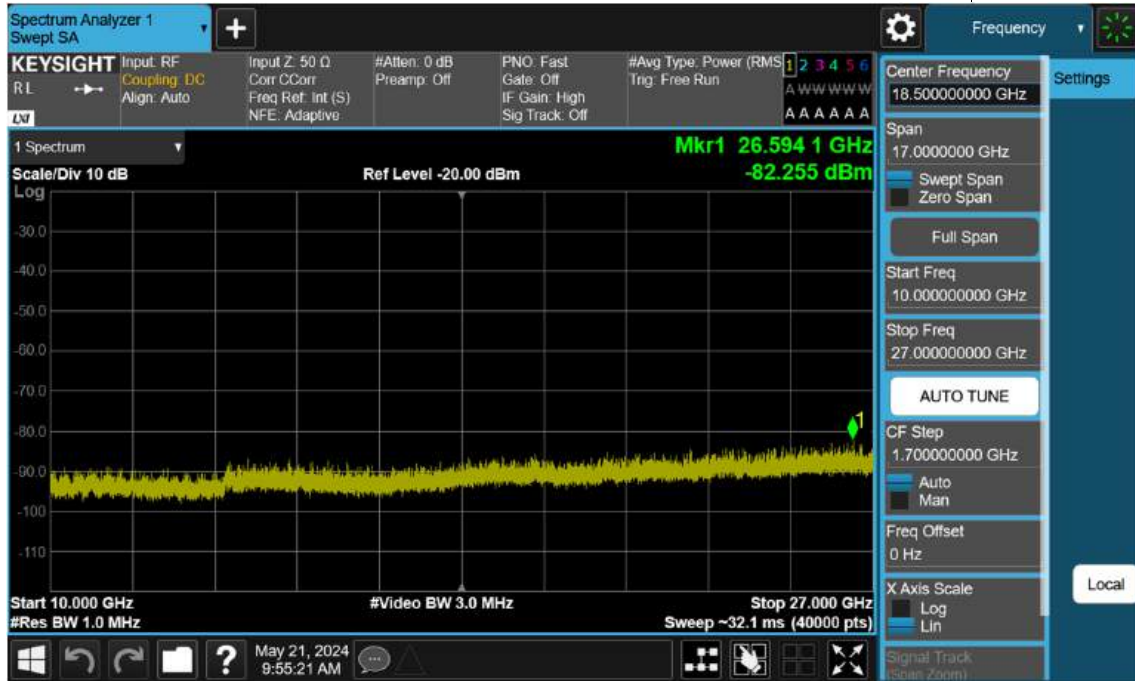 Spectrum Analyzer 1
Swept SA
+
Frequency
KEYSIGHT
RL
LXI
Input: RF
Coupling: DC
Align: Auto
Input Z: 50 Ω
Corr CCorr
Freq Ref: Int (S)
NFE: Adaptive
#Atten: 0 dB
Preamp: Off
PNO: Fast
Gate: Off
IF Gain: High
Sig Track: Off
#Avg Type: Power (RMS
Trig: Free Run
1 2 3 4 5 6
A W W W W W
A A A A A A
Center Frequency
18.500000000 GHz
Settings
1 Spectrum
Mkr1 26.594 1 GHz
Scale/Div 10 dB
Ref Level -20.00 dBm
-82.255 dBm
Log
-30.0
-40.0
-50.0
-60.0
-70.0
-80.0
-90.0
-100
-110
1
Start 10.000 GHz
#Video BW 3.0 MHz
Stop 27.000 GHz
#Res BW 1.0 MHz
Sweep ~32.1 ms (40000 pts)
Span
17.0000000 GHz
Swept Span
Zero Span
Full Span
Start Freq
10.000000000 GHz
Stop Freq
27.000000000 GHz
AUTO TUNE
CF Step
1.700000000 GHz
Auto
Man
Freq Offset
0 Hz
X Axis Scale
Log
Lin
Local
Signal Track
(Span Zoom)
?
May 21, 2024
9:55:21 AM